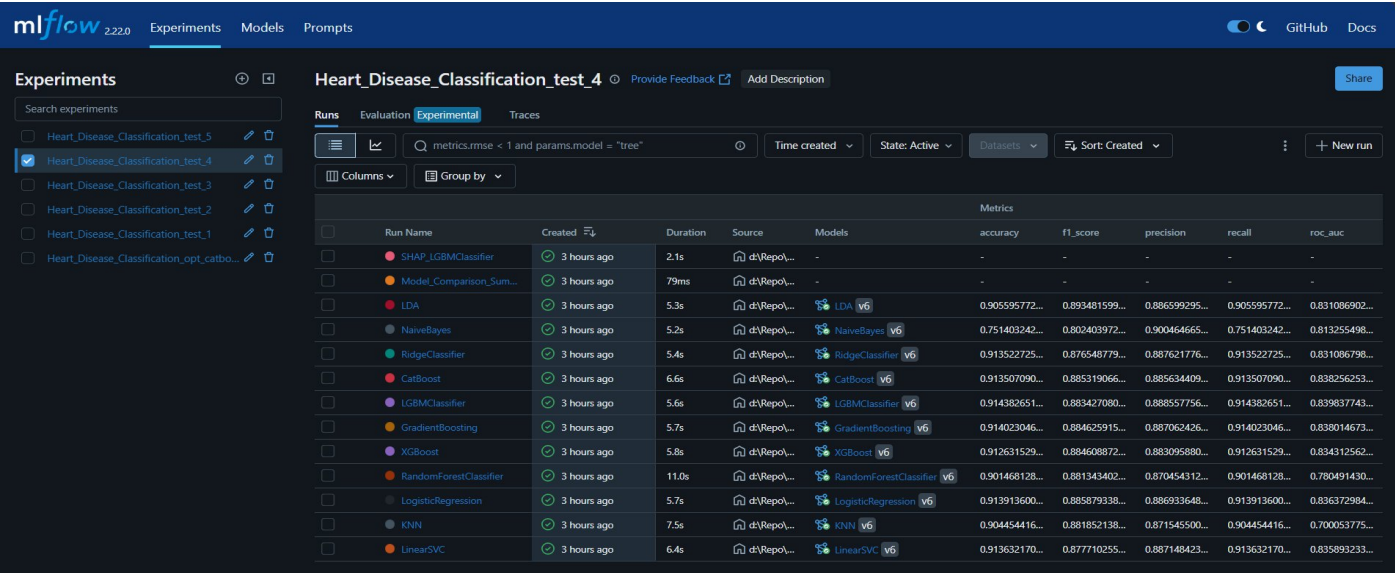 mlflow 2.22.0 Experiments Models Prompts GitHub Docs
Experiments
Search experiments
Heart_Disease_Classification_test_5
Heart_Disease_Classification_test_4
Heart_Disease_Classification_test_3
Heart_Disease_Classification_test_2
Heart_Disease_Classification_test_1
Heart_Disease_Classification_opt_catbo...
Heart_Disease_Classification_test_4 Provide Feedback Add Description Share
Runs Evaluation Experimental Traces
metrics.rmse < 1 and params.model = "tree" Time created State: Active Datasets Sort: Created + New run
Columns Group by
Metrics
Run Name Created Duration Source Models accuracy f1_score precision recall roc_auc
SHAP_LGBMClassifier 3 hours ago 2.1s d:\Repo\... - - - - - -
Model_Comparison_Sum... 3 hours ago 79ms d:\Repo\... - - - - - -
LDA 3 hours ago 5.3s d:\Repo\... LDA v6 0.905595772... 0.893481599... 0.886599295... 0.905595772... 0.831086902...
NaiveBayes 3 hours ago 5.2s d:\Repo\... NaiveBayes v6 0.751403242... 0.802403972... 0.900464665... 0.751403242... 0.813255498...
RidgeClassifier 3 hours ago 5.4s d:\Repo\... RidgeClassifier v6 0.913522725... 0.876548779... 0.887621776... 0.913522725... 0.831086798...
CatBoost 3 hours ago 6.6s d:\Repo\... CatBoost v6 0.913507090... 0.885319066... 0.885634409... 0.913507090... 0.838256253...
LGBMClassifier 3 hours ago 5.6s d:\Repo\... LGBMClassifier v6 0.914382651... 0.883427080... 0.888557756... 0.914382651... 0.839837743...
GradientBoosting 3 hours ago 5.7s d:\Repo\... GradientBoosting v6 0.914023046... 0.884625915... 0.887062426... 0.914023046... 0.838014673...
XGBoost 3 hours ago 5.8s d:\Repo\... XGBoost v6 0.912631529... 0.884608872... 0.883095880... 0.912631529... 0.834312562...
RandomForestClassifier 3 hours ago 11.0s d:\Repo\... RandomForestClassifier v6 0.901468128... 0.881343402... 0.870454312... 0.901468128... 0.780491430...
LogisticRegression 3 hours ago 5.7s d:\Repo\... LogisticRegression v6 0.913913600... 0.885879338... 0.886933648... 0.913913600... 0.836372984...
KNN 3 hours ago 7.5s d:\Repo\... KNN v6 0.904454416... 0.881852138... 0.871545500... 0.904454416... 0.700053775...
LinearSVC 3 hours ago 6.4s d:\Repo\... LinearSVC v6 0.913632170... 0.877710255... 0.887148423... 0.913632170... 0.835893233...